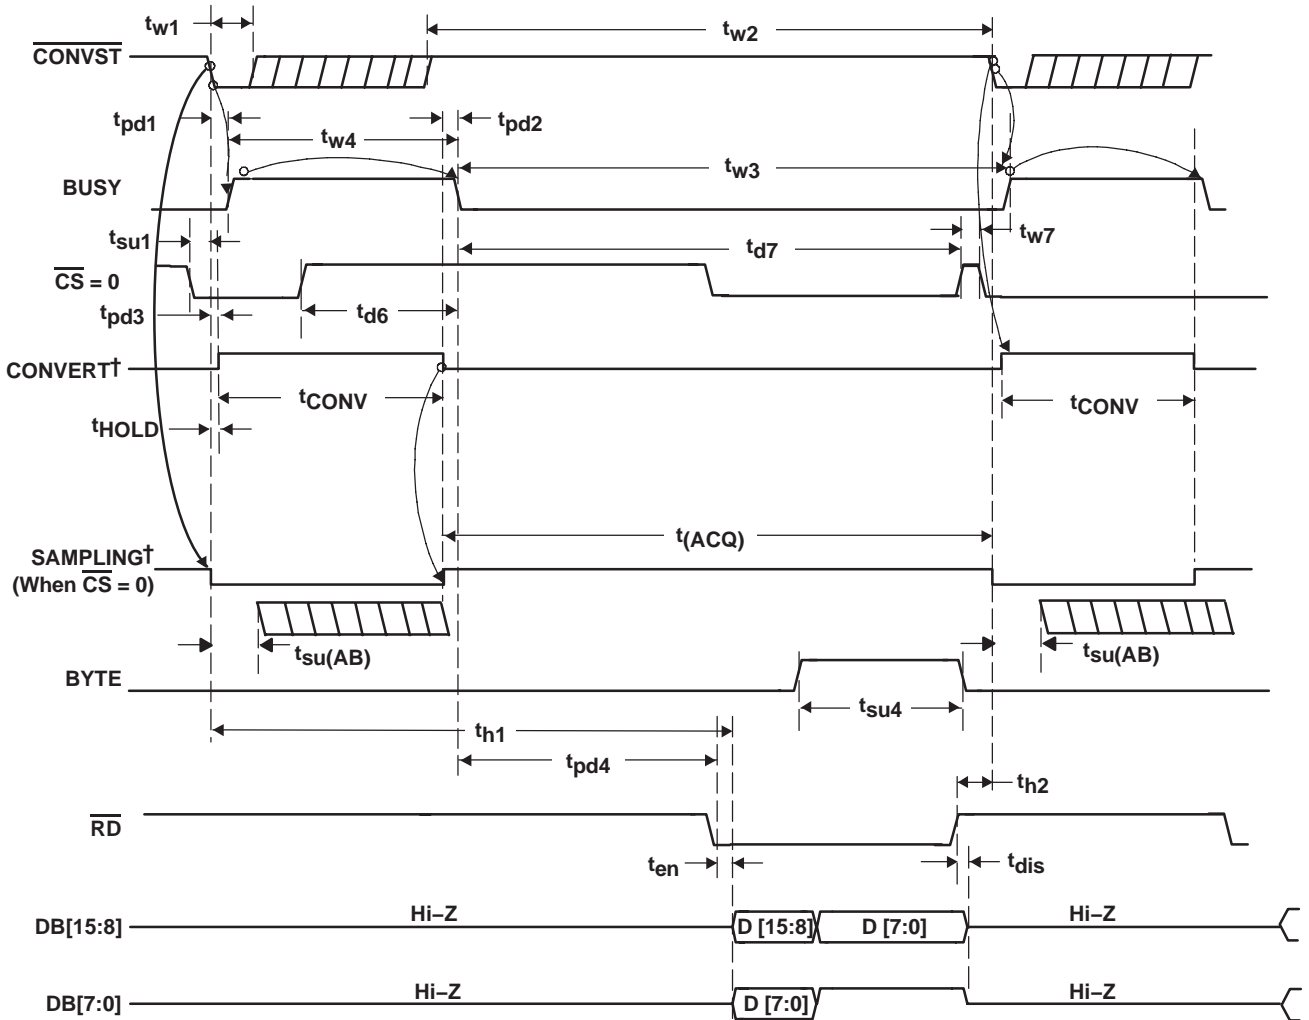 tw1
tw2
CONVST
tpd1
tpd2
tw4
tw3
BUSY
tsu1
tw7
td7
CS = 0
tpd3
td6
CONVERT†
tCONV
tCONV
tHOLD
t(ACQ)
SAMPLING†
(When CS = 0)
tsu(AB)
tsu(AB)
BYTE
tsu4
th1
tpd4
th2
RD
ten
tdis
Hi–Z
Hi–Z
DB[15:8]
D [15:8]
D [7:0]
Hi–Z
Hi–Z
DB[7:0]
D [7:0]